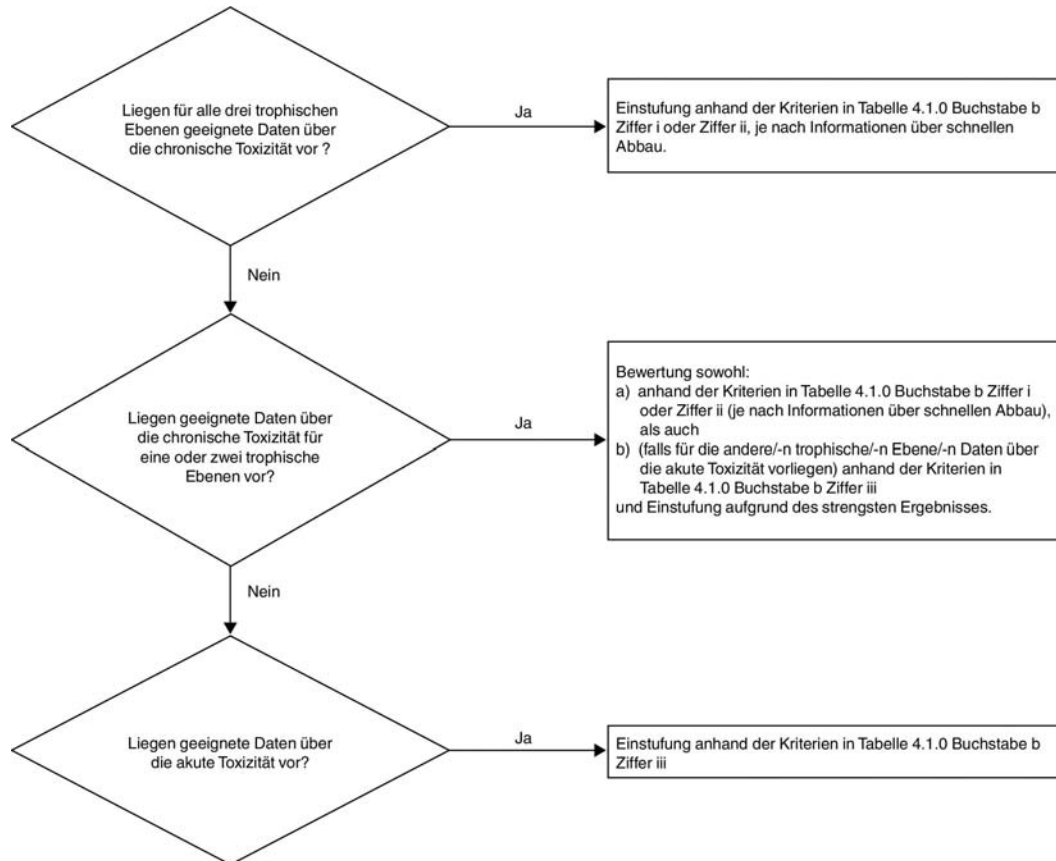 Liegen für alle drei trophischen
Ebenen geeignete Daten über
die chronische Toxizität vor ?
Ja
Einstufung anhand der Kriterien in Tabelle 4.1.0 Buchstabe b
Ziffer i oder Ziffer ii, je nach Informationen über schnellen
Abbau.
Nein
Liegen geeignete Daten über
die chronische Toxizität für
eine oder zwei trophische
Ebenen vor?
Ja
Bewertung sowohl:
a) anhand der Kriterien in Tabelle 4.1.0 Buchstabe b Ziffer i
oder Ziffer ii (je nach Informationen über schnellen Abbau),
als auch
b) (falls für die andere/-n trophische/-n Ebene/-n Daten über
die akute Toxizität vorliegen) anhand der Kriterien in
Tabelle 4.1.0 Buchstabe b Ziffer iii
und Einstufung aufgrund des strengsten Ergebnisses.
Nein
Liegen geeignete Daten über
die akute Toxizität vor?
Ja
Einstufung anhand der Kriterien in Tabelle 4.1.0 Buchstabe b
Ziffer iii